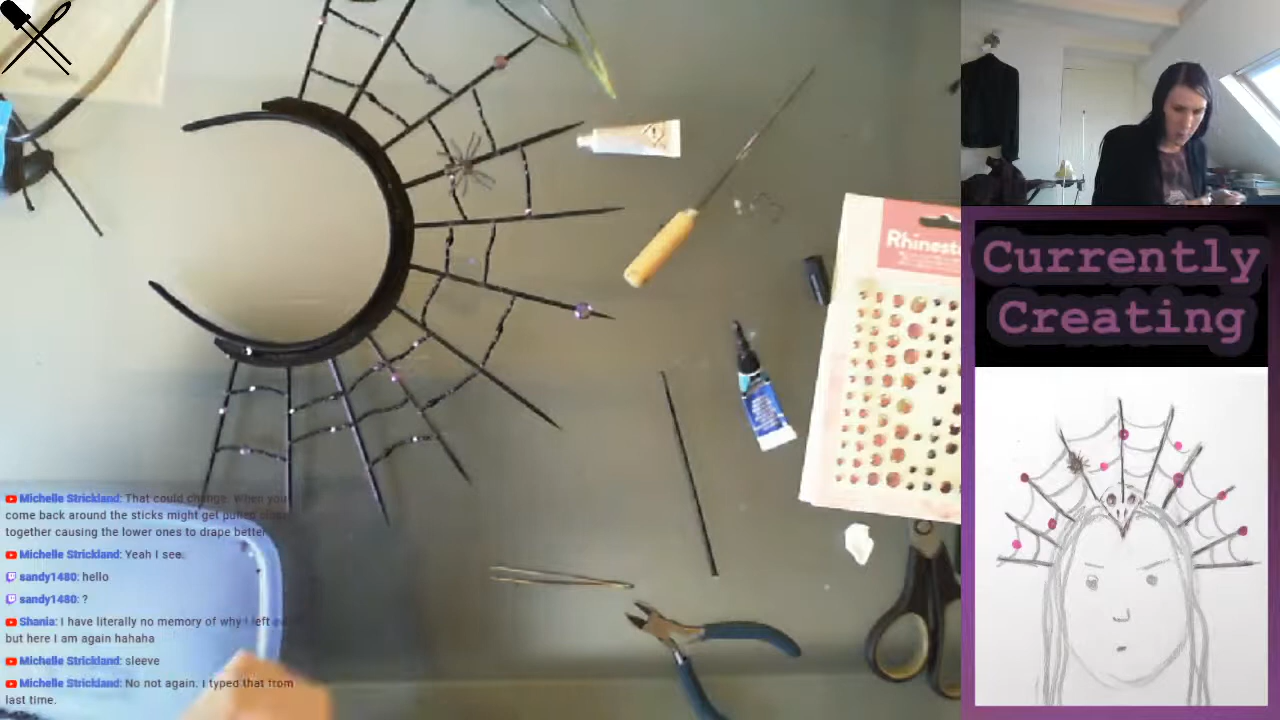 Rhinest
Currently
Creating
Michelle Strickland: That could change. When you
come back around the sticks might get pulled
together causing the lower ones to drape better
Michelle Strickland: Yeah I see.
sandy1480: hello
sandy1480: ?
Shania: I have literally no memory of why I left
but here I am again hahaha
Michelle Strickland: sleeve
Michelle Strickland: No not again. I typed that from
last time.